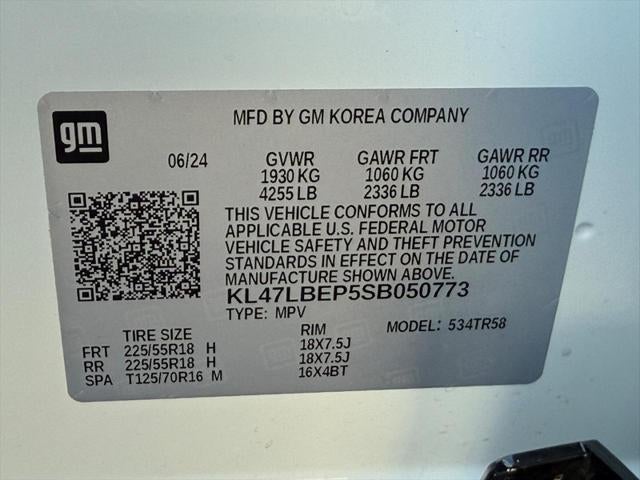 gm
MFD BY GM KOREA COMPANY
06/24 GVWR GAWR FRT GAWR RR
1930 KG 1060 KG 1060 KG
4255 LB 2336 LB 2336 LB
THIS VEHICLE CONFORMS TO ALL
APPLICABLE U.S. FEDERAL MOTOR
VEHICLE SAFETY AND THEFT PREVENTION
STANDARDS IN EFFECT ON THE DATE OF
MANUFACTURE SHOWN ABOVE.
KL47LBEP5SB050773
TYPE: MPV
TIRE SIZE RIM MODEL: 534TR58
FRT 225/55R18 H 18X7.5J
RR 225/55R18 H 18X7.5J
SPA T125/70R16 M 16X4BT